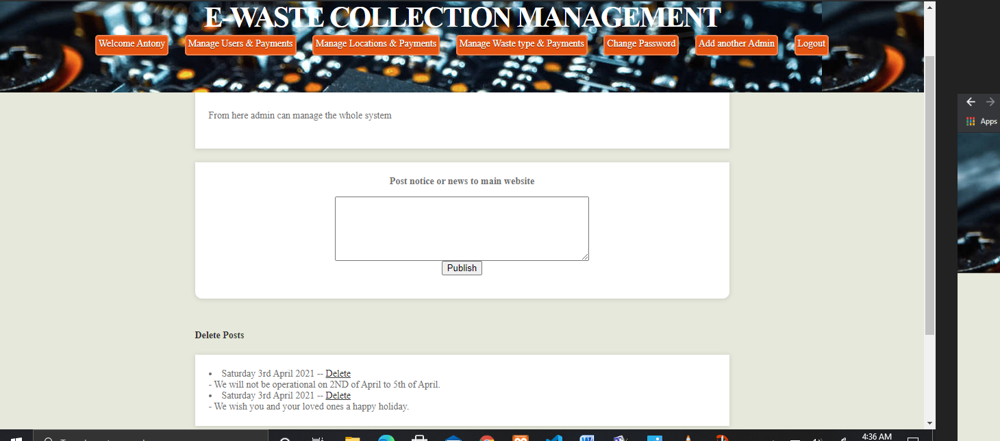 E-WASTE COLLECTION MANAGEMENT
Welcome Antony
Manage Users & Payments
Manage Locations & Payments
Manage Waste type & Payments
Change Password
Add another Admin
Logout
From here admin can manage the whole system
Post notice or news to main website
Publish
Delete Posts
• Saturday 3rd April 2021 -- Delete
- We will not be operational on 2ND of April to 5th of April.
• Saturday 3rd April 2021 -- Delete
- We wish you and your loved ones a happy holiday.
Apps
4:36 AM